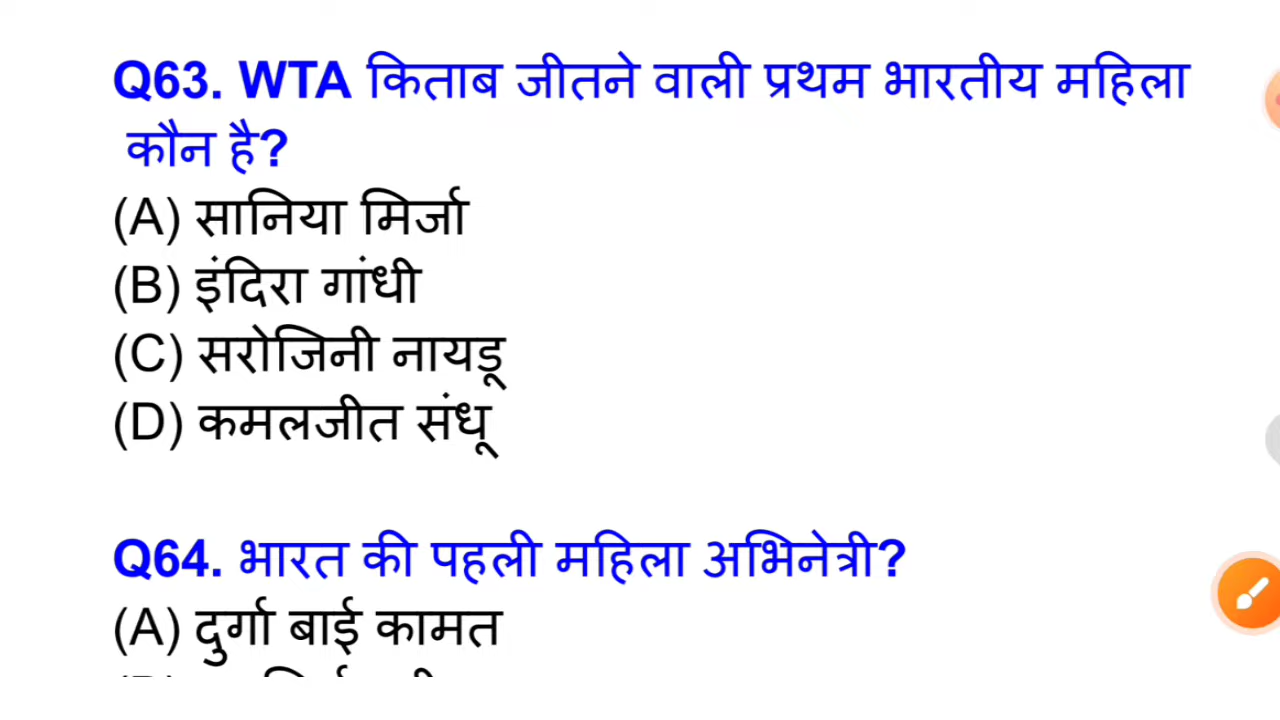 Q63. WTA किताब जीतने वाली प्रथम भारतीय महिला
कौन है?
(A) सानिया मिर्जा
(B) इंदिरा गांधी
(C) सरोजिनी नायडू
(D) कमलजीत संधू
Q64. भारत की पहली महिला अभिनेत्री?
(A) दुर्गा बाई कामत